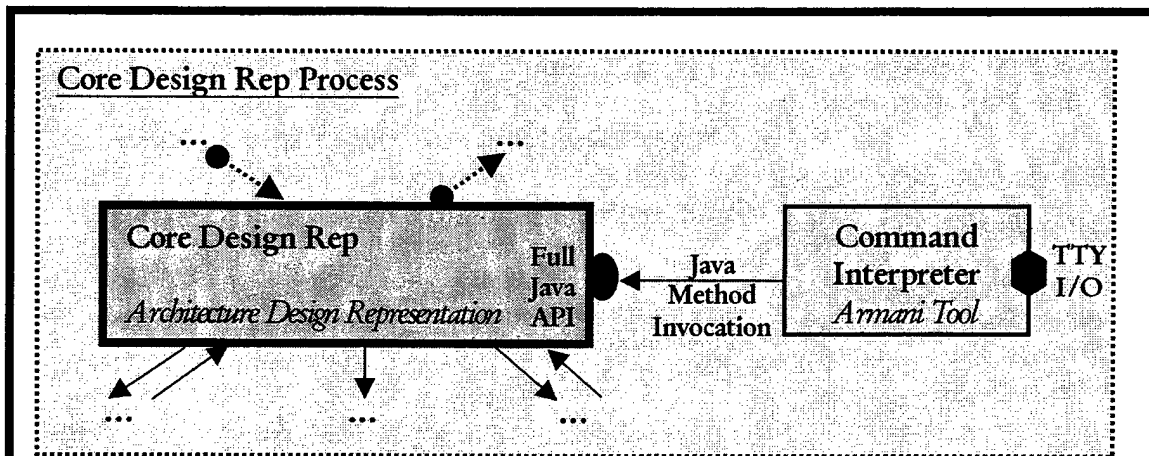 Core Design Rep Process
...
...
Core Design Rep
Architecture Design Representation
Full
Java
API
Java
Method
Invocation
Command
Interpreter
Armani Tool
TTY
I/O
...
...
...